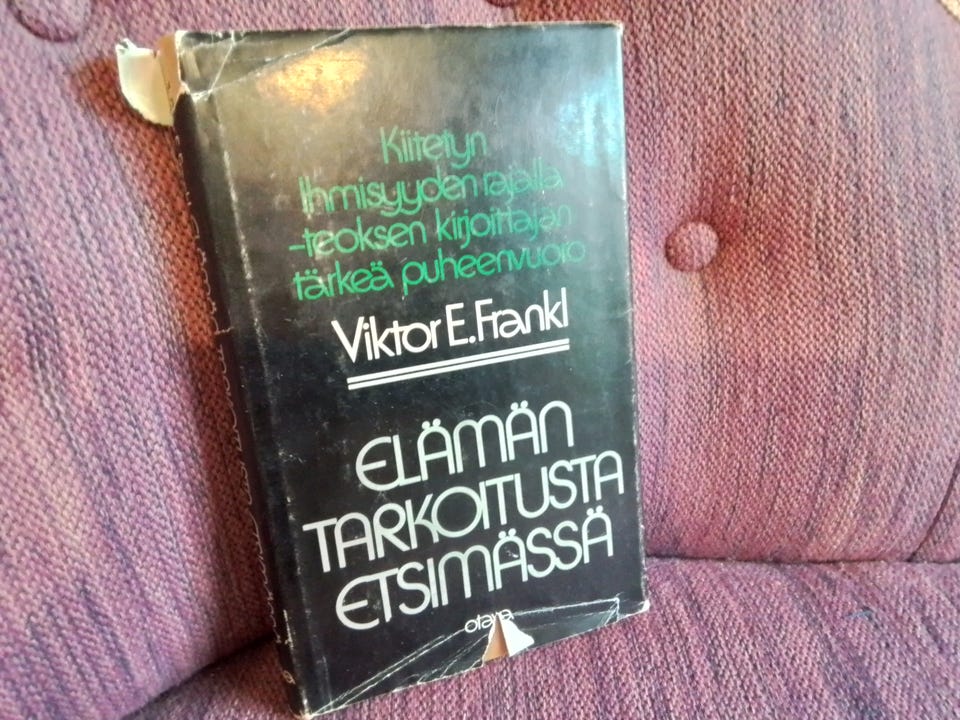 Kiitetyn
Ihmisyyden rajalla
-teoksen kirjoittajan
tärkeä puheenvuoro
Viktor E. Frankl
ELÄMÄN
TARKOITUSTA
ETSIMÄSSÄ
otava